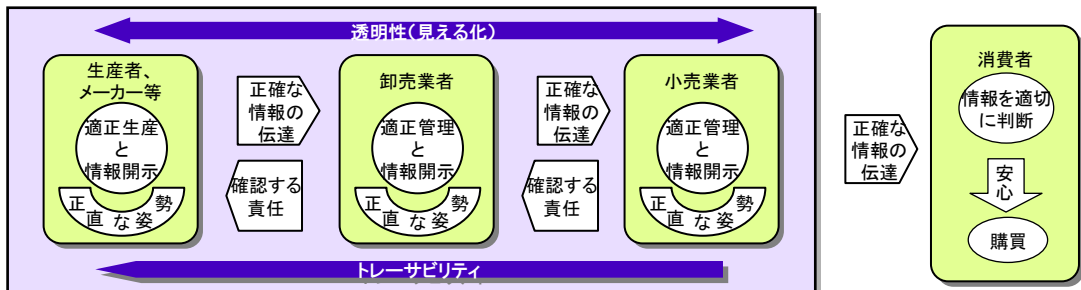 透明性(見える化)
生産者、
メーカー等
適正生産
と
情報開示
正直な姿勢
正確な
情報の
伝達
確認する
責任
卸売業者
適正管理
と
情報開示
正直な姿勢
正確な
情報の
伝達
確認する
責任
小売業者
適正管理
と
情報開示
正直な姿勢
トレーサビリティ
正確な
情報の
伝達
消費者
情報を適切
に判断
安
心
購買